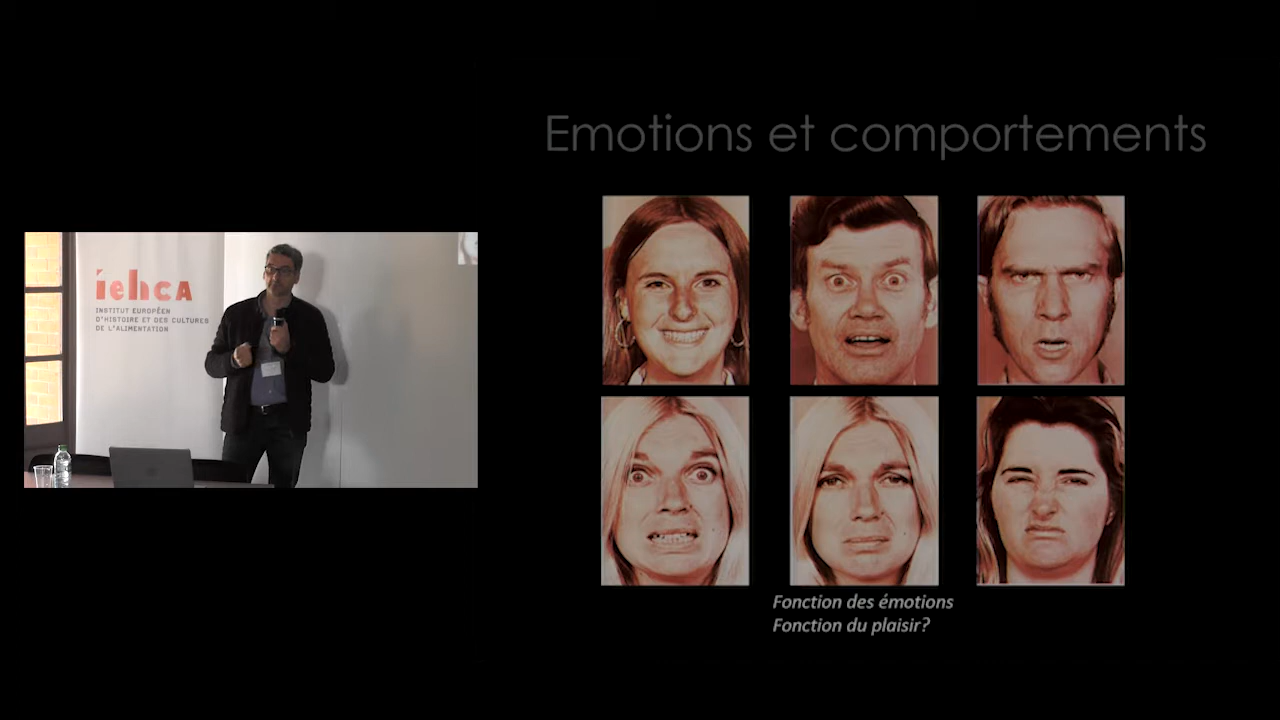 Emotions et comportements
iehca
INSTITUT EUROPÉEN
D'HISTOIRE ET DES CULTURES
DE L'ALIMENTATION
Fonction des émotions
Fonction du plaisir?